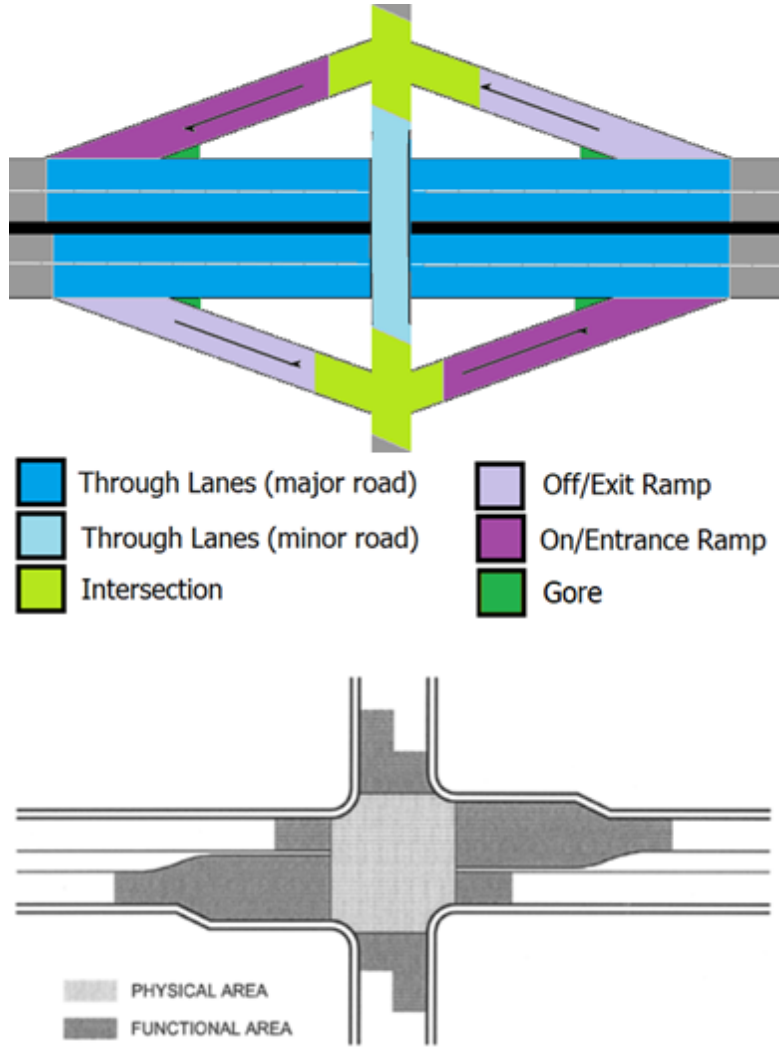 Through Lanes (major road)
Off/Exit Ramp
Through Lanes (minor road)
On/Entrance Ramp
Intersection
Gore
PHYSICAL AREA
FUNCTIONAL AREA